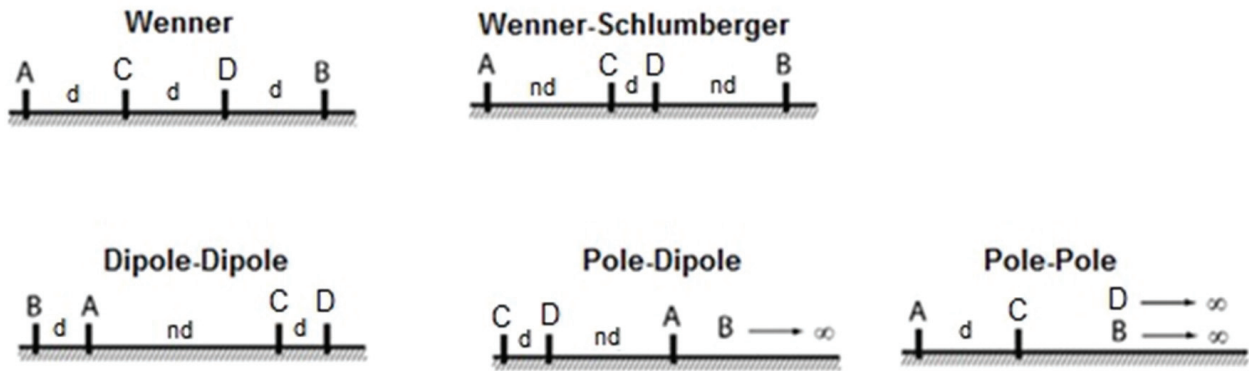 Wenner
A C D B
d d d
Wenner-Schlumberger
A C D B
nd d nd
Dipole-Dipole
B A C D
d nd d
Pole-Dipole
C D A B ∞
d nd
Pole-Pole
A C D ∞
d B ∞